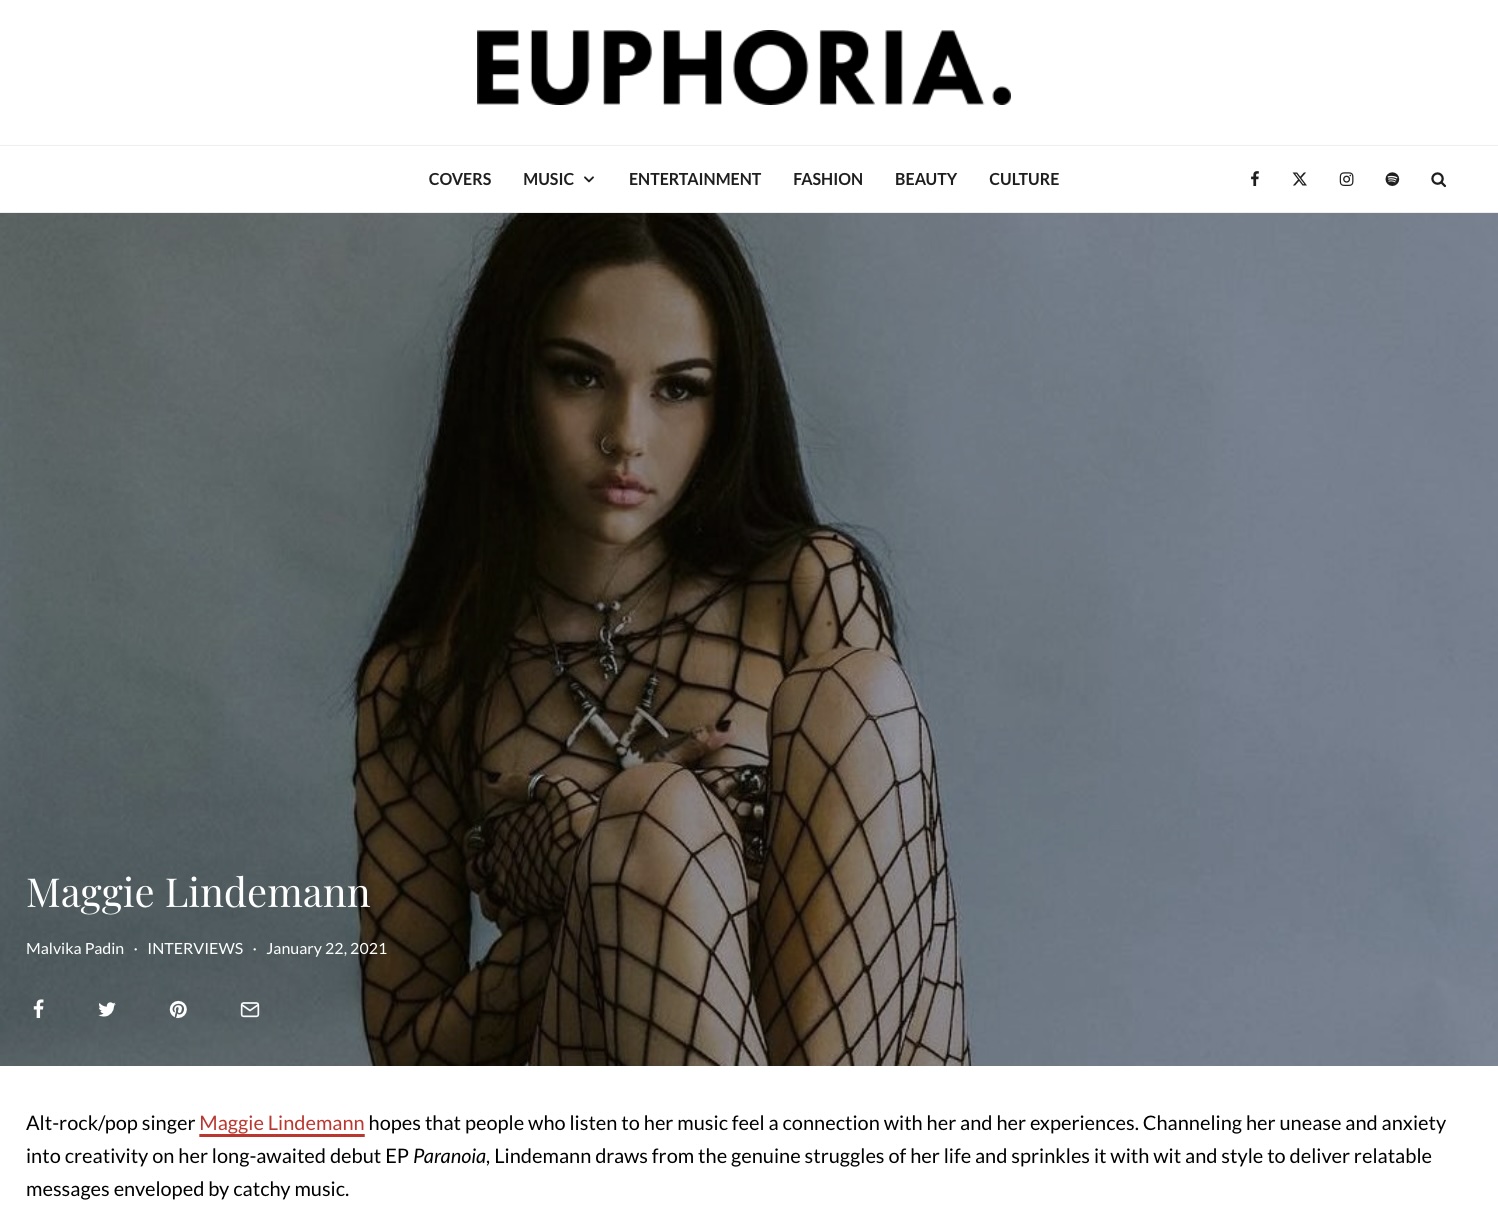 EUPHORIA.
COVERS MUSIC ENTERTAINMENT FASHION BEAUTY CULTURE
Maggie Lindemann
Malvika Padin · INTERVIEWS · January 22, 2021
Alt-rock/pop singer Maggie Lindemann hopes that people who listen to her music feel a connection with her and her experiences. Channeling her unease and anxiety
into creativity on her long-awaited debut EP Paranoia, Lindemann draws from the genuine struggles of her life and sprinkles it with wit and style to deliver relatable
messages enveloped by catchy music.